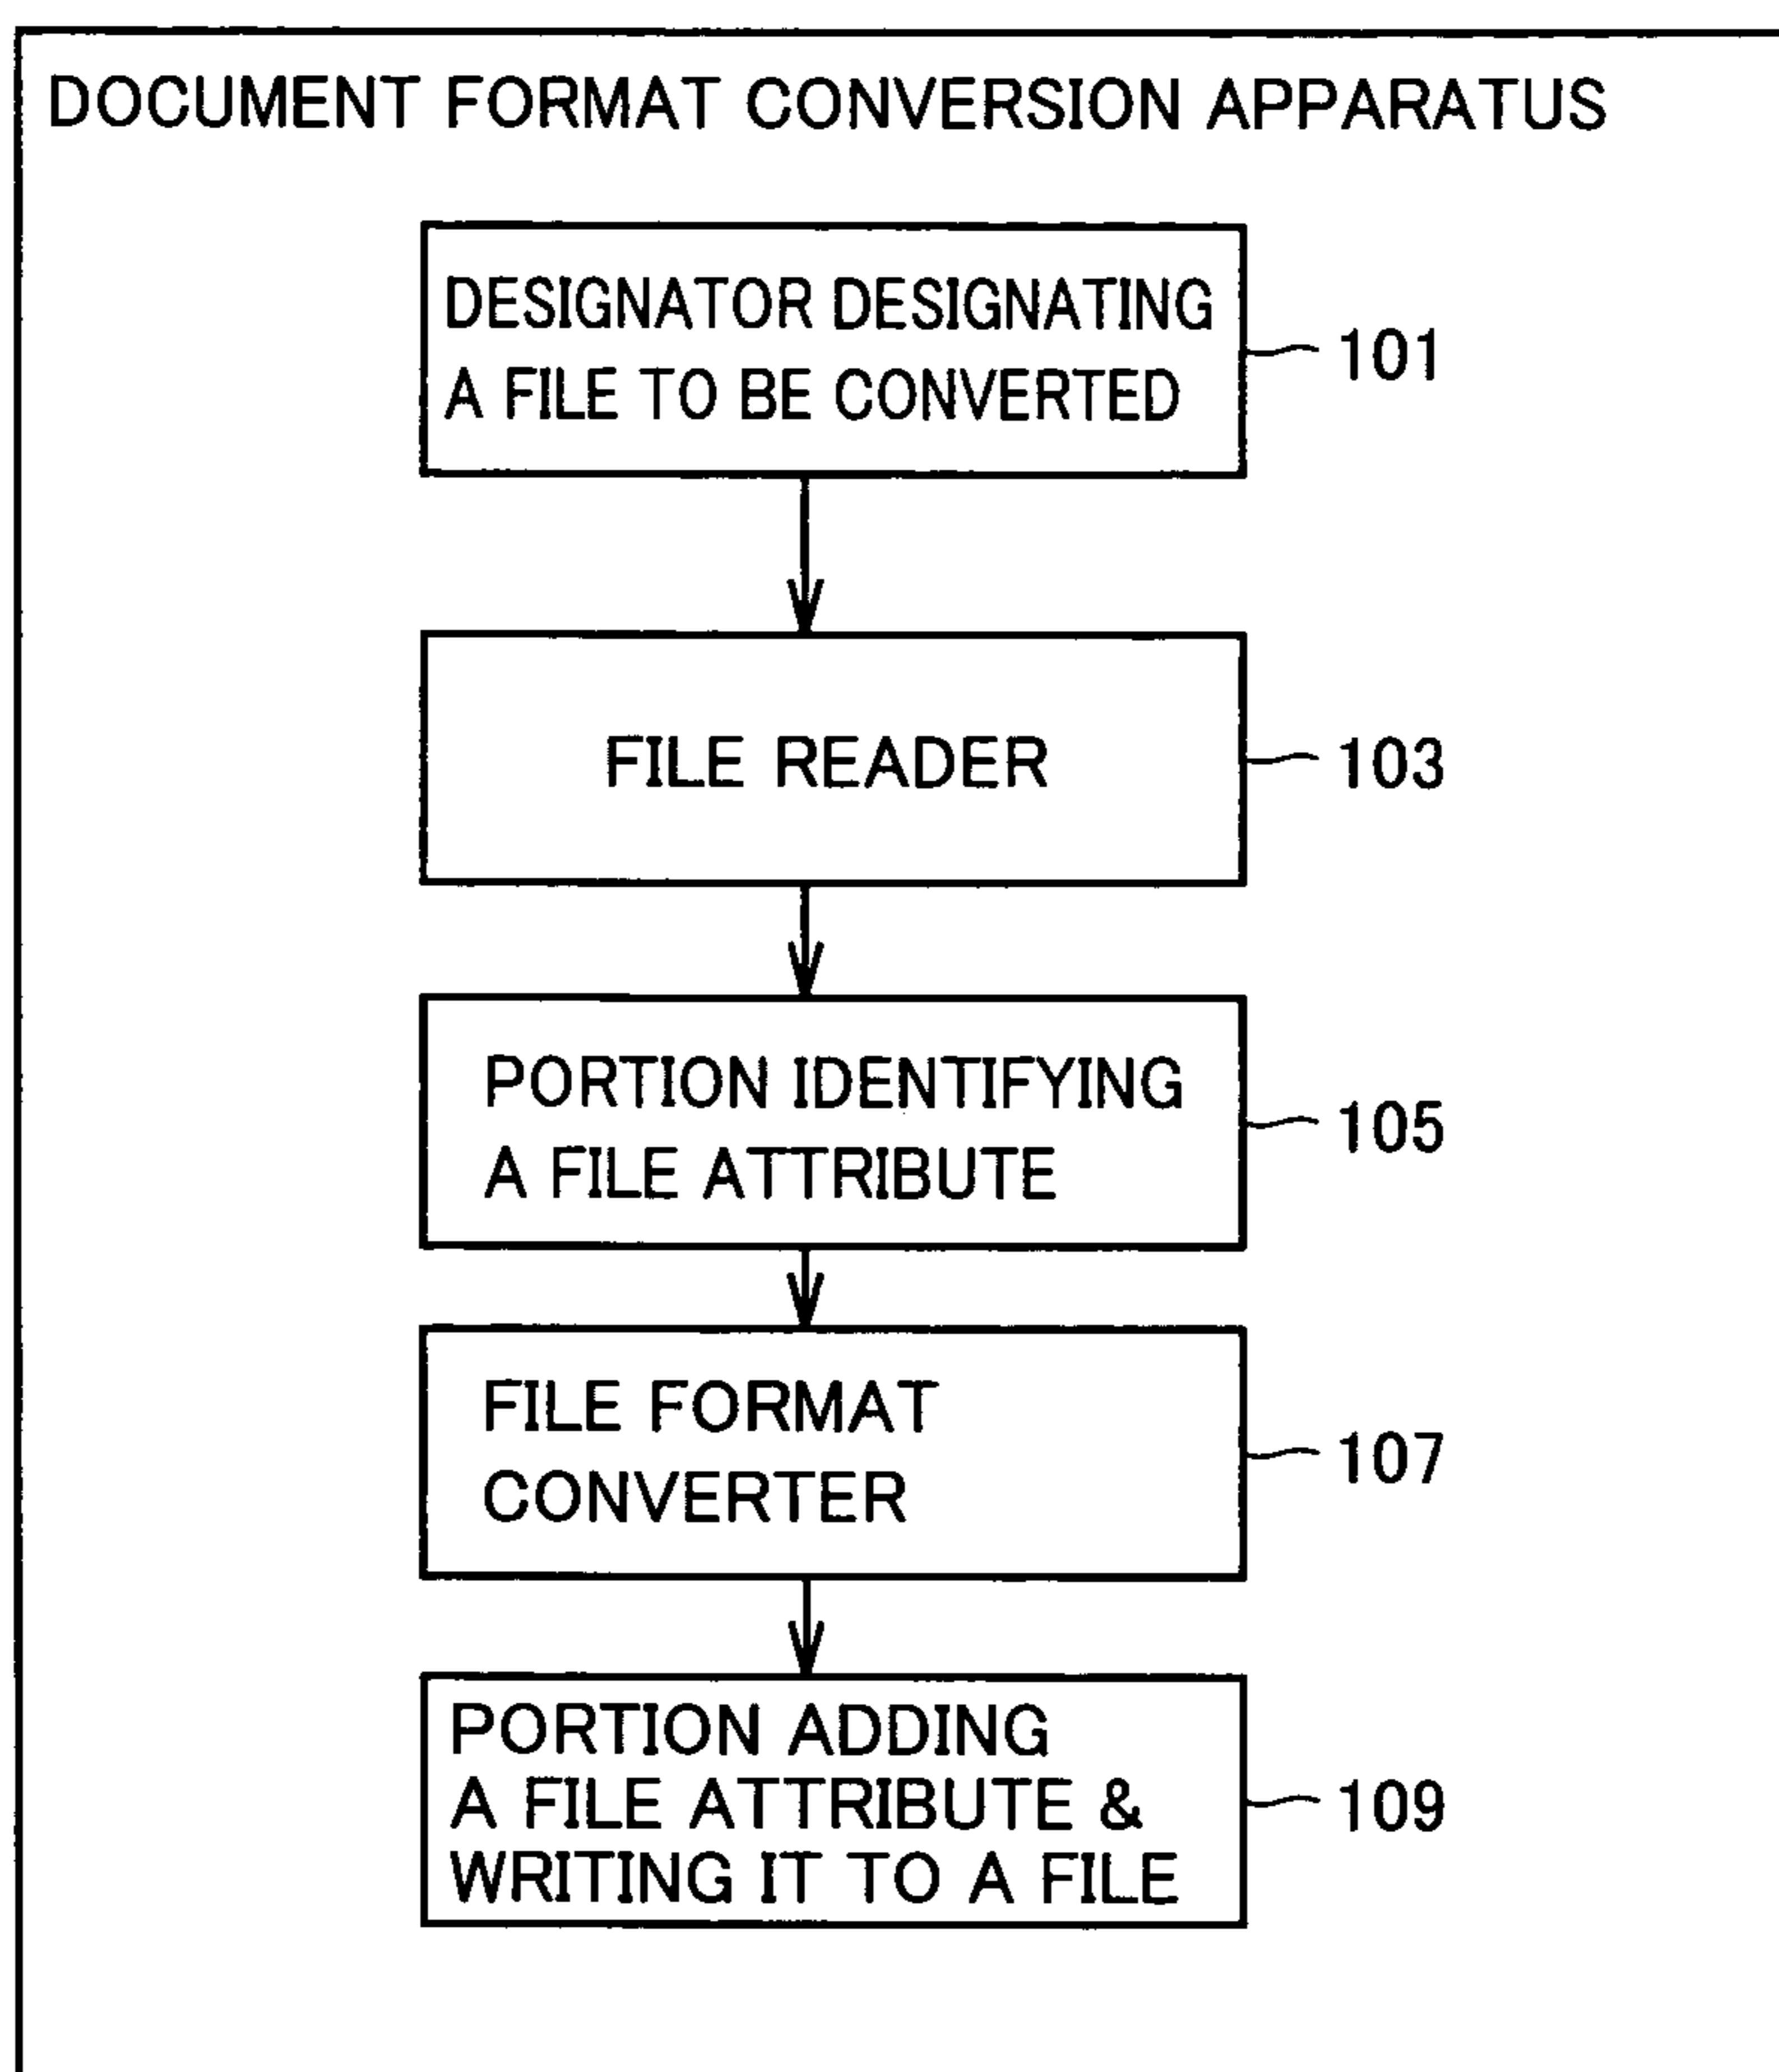 DOCUMENT FORMAT CONVERSION APPARATUS
DESIGNATOR DESIGNATING
A FILE TO BE CONVERTED
101
FILE READER
103
PORTION IDENTIFYING
A FILE ATTRIBUTE
105
FILE FORMAT
CONVERTER
107
PORTION ADDING
A FILE ATTRIBUTE &
WRITING IT TO A FILE
109